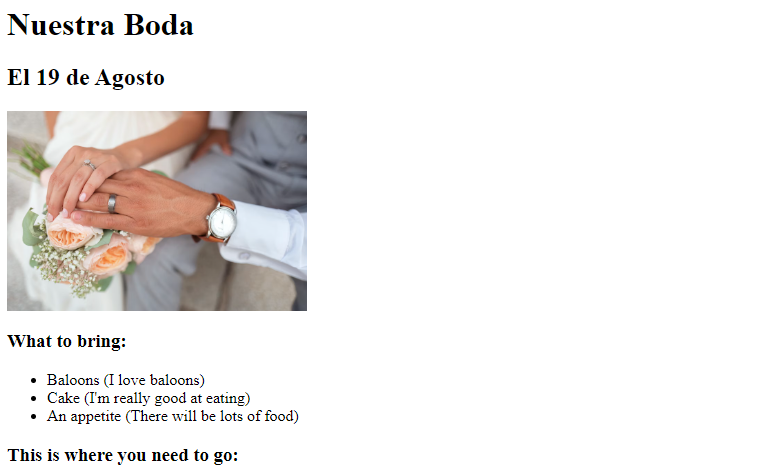 Nuestra Boda
El 19 de Agosto
What to bring:
Baloons (I love baloons)
Cake (I'm really good at eating)
An appetite (There will be lots of food)
This is where you need to go: